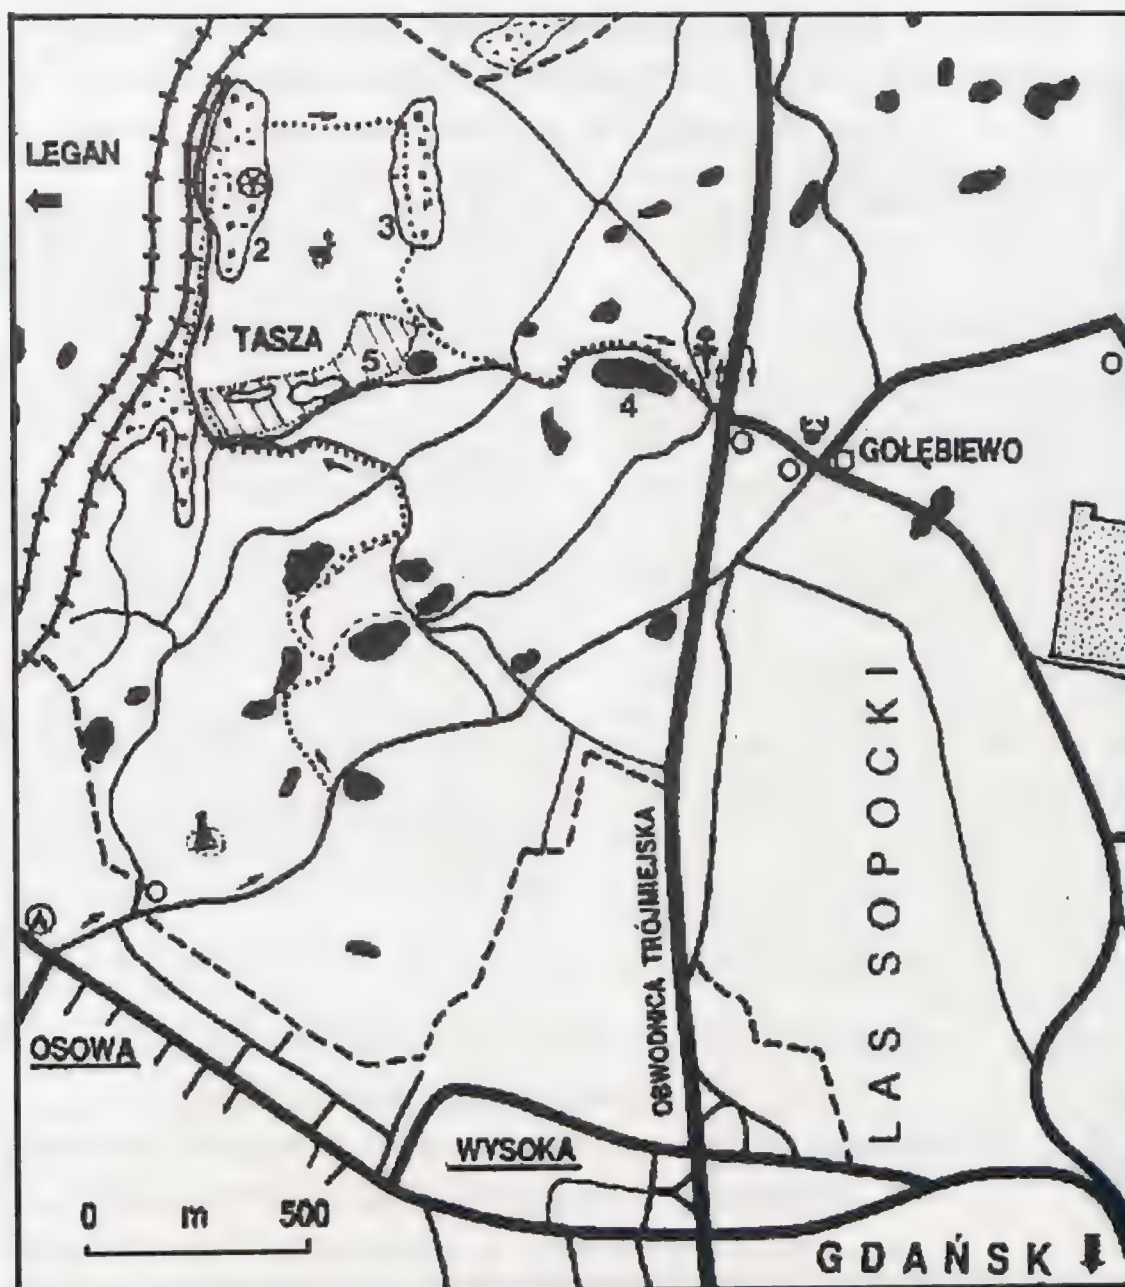 LEGAN
2
3
TASZA
5
4
1
GOŁĘBIEWO
LAS SOPOCKI
OBWODNICA TRÓJMIEJSKA
A
OSOWA
WYSOKA
0 m 500
GDAŃSK